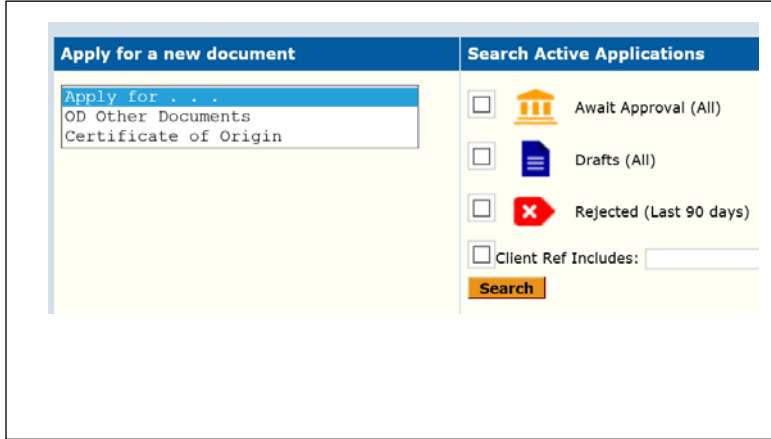 Apply for a new document
Apply for . . .
OD Other Documents
Certificate of Origin
Search Active Applications
Await Approval (All)
Drafts (All)
Rejected (Last 90 days)
Client Ref Includes:
Search